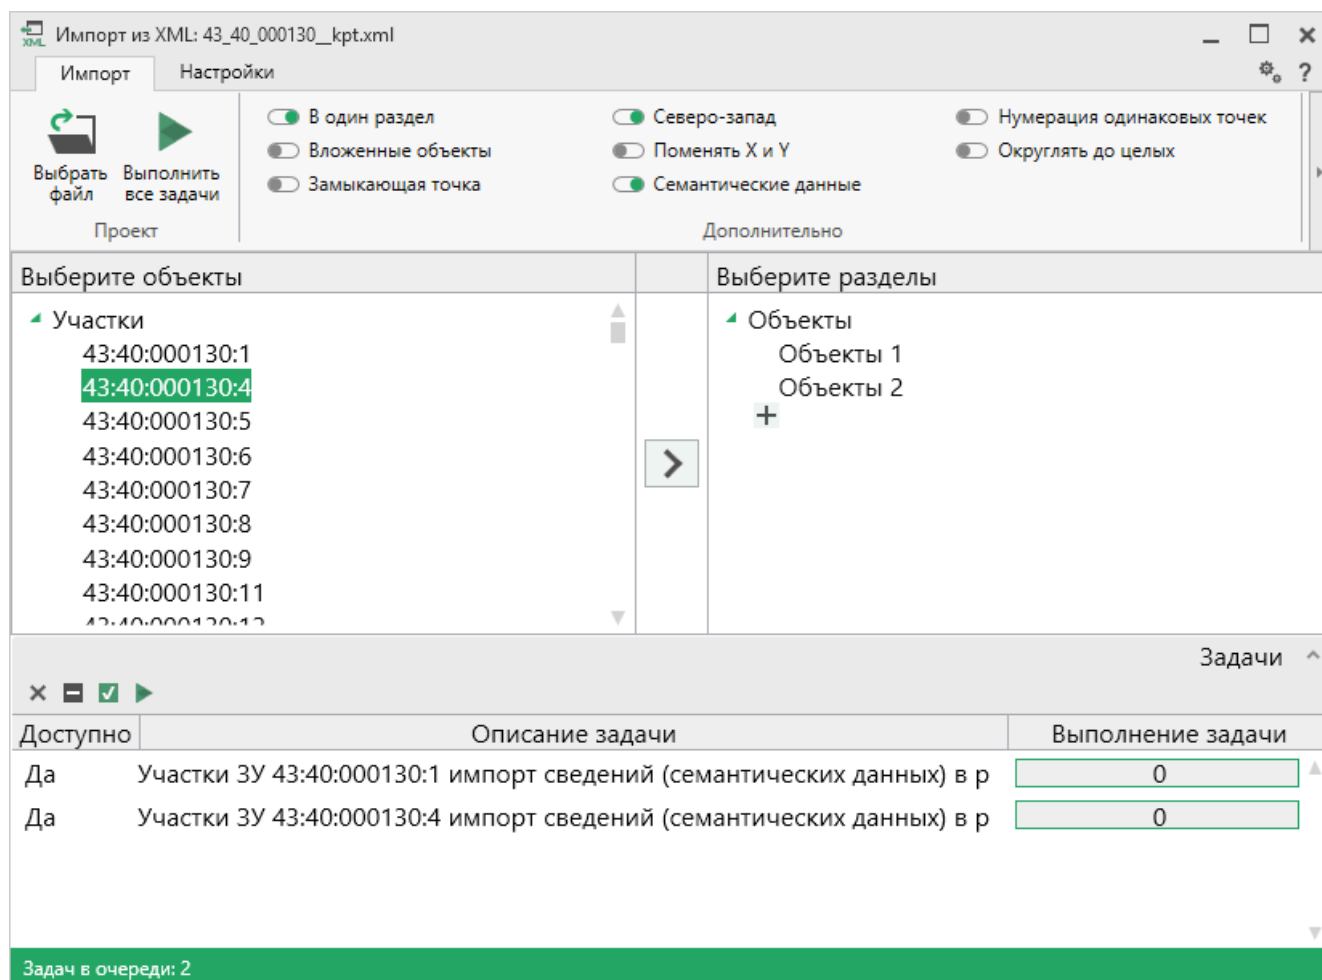 Импорт из XML: 43_40_000130__kpt.xml
Импорт Настройки
?
Выбрать файл
Выполнить все задачи
Проект
В один раздел
Вложенные объекты
Замыкающая точка
Северо-запад
Поменять X и Y
Семантические данные
Нумерация одинаковых точек
Округлять до целых
Дополнительно
Выберите объекты
Участки
43:40:000130:1
43:40:000130:4
43:40:000130:5
43:40:000130:6
43:40:000130:7
43:40:000130:8
43:40:000130:9
43:40:000130:11
43:40:000130:12
Выберите разделы
Объекты
Объекты 1
Объекты 2
Задачи
Доступно Описание задачи Выполнение задачи
Да Участки ЗУ 43:40:000130:1 импорт сведений (семантических данных) в р 0
Да Участки ЗУ 43:40:000130:4 импорт сведений (семантических данных) в р 0
Задач в очереди: 2